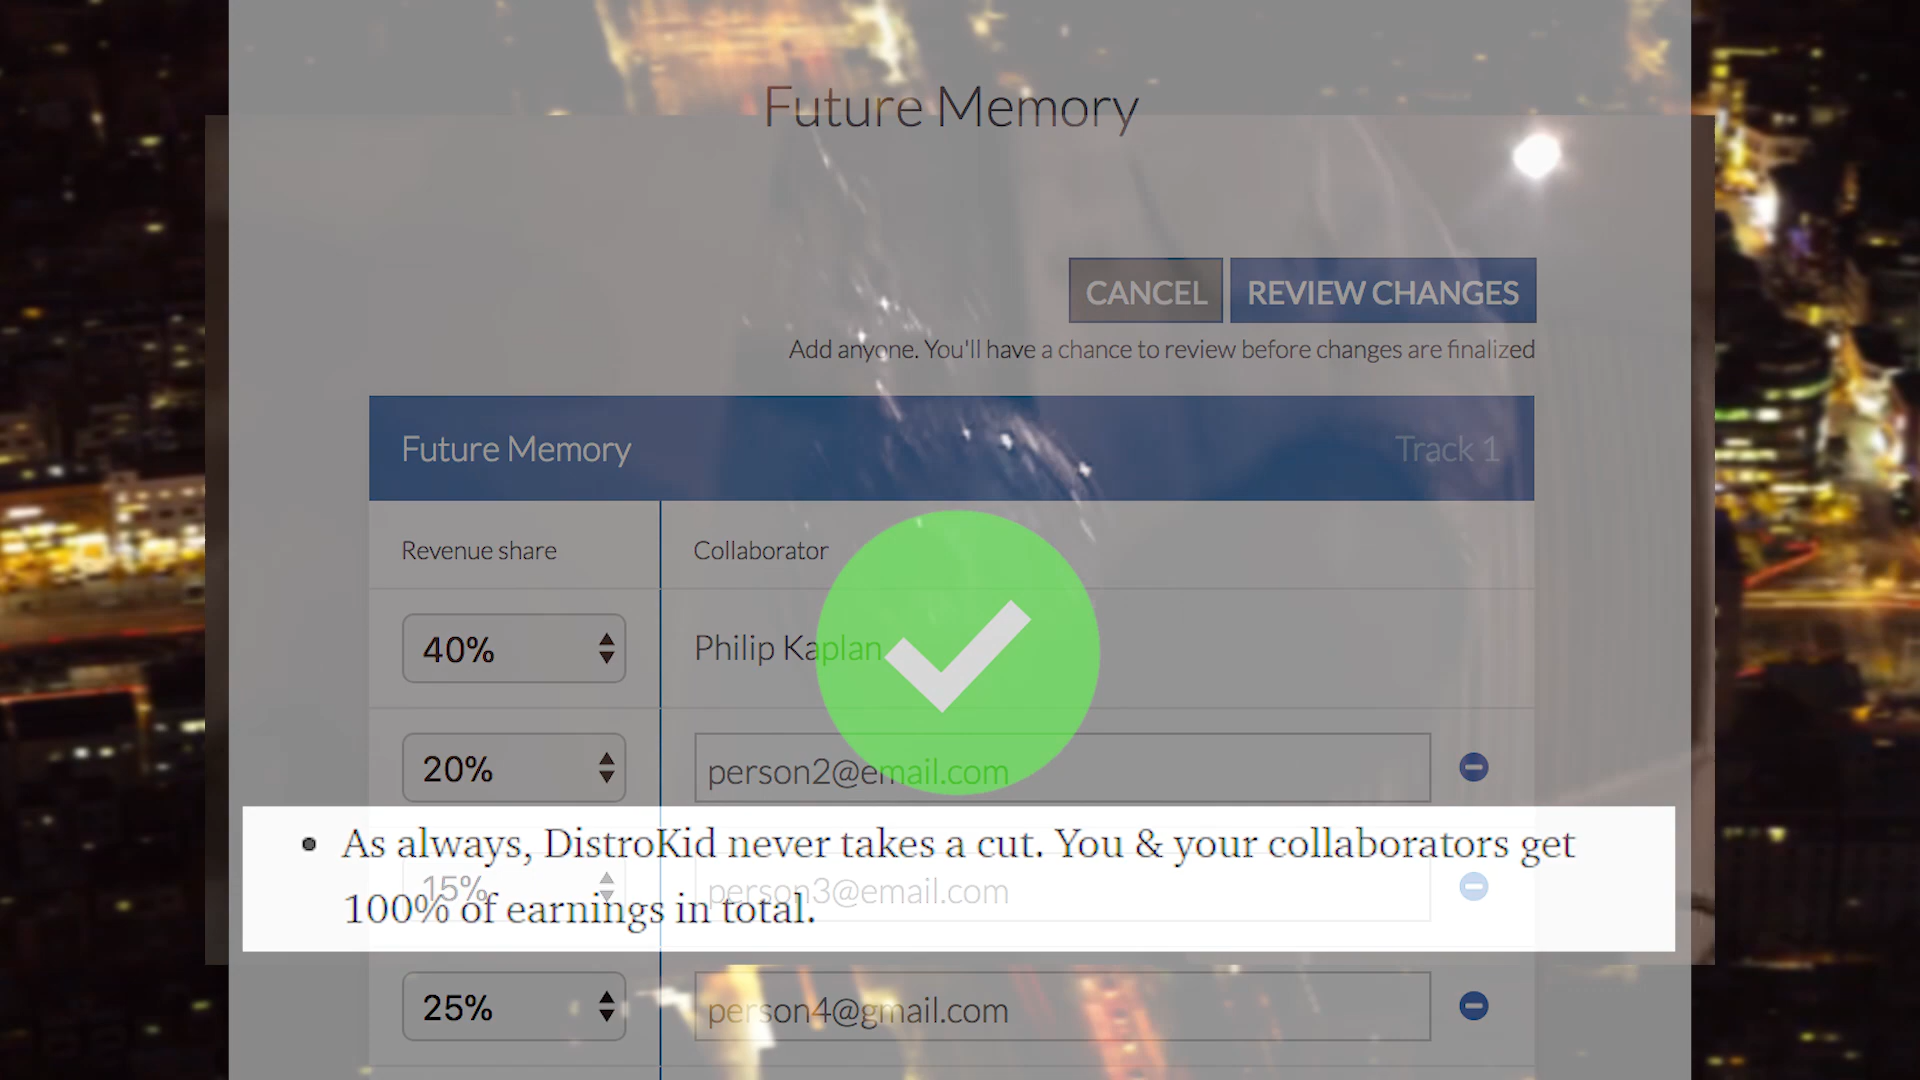 Future Memory
CANCEL REVIEW CHANGES
Add anyone. You'll have a chance to review before changes are finalized
Future Memory Track 1
Revenue share Collaborator
40% Philip Kaplan
20% person2@email.com
As always, DistroKid never takes a cut. You & your collaborators get
15% person3@email.com
100% of earnings in total.
25% person4@gmail.com